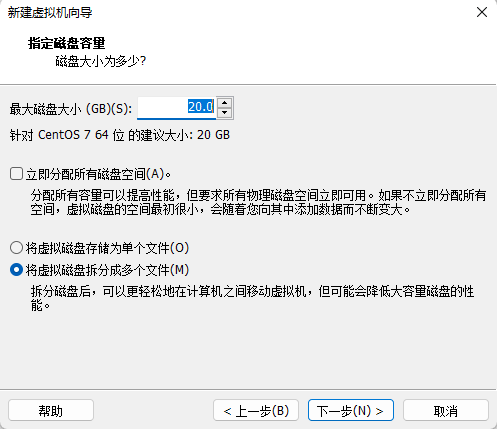 新建虚拟机向导
指定磁盘容量
磁盘大小为多少?
最大磁盘大小 (GB)(S): 20.0
针对 CentOS 7 64 位 的建议大小: 20 GB
立即分配所有磁盘空间(A)。
分配所有容量可以提高性能，但要求所有物理磁盘空间立即可用。如果不立即分配所有
空间，虚拟磁盘的空间最初很小，会随着您向其中添加数据而不断变大。
将虚拟磁盘存储为单个文件(O)
将虚拟磁盘拆分成多个文件(M)
拆分磁盘后，可以更轻松地在计算机之间移动虚拟机，但可能会降低大容量磁盘的性
能。
帮助 < 上一步(B) 下一步(N) > 取消